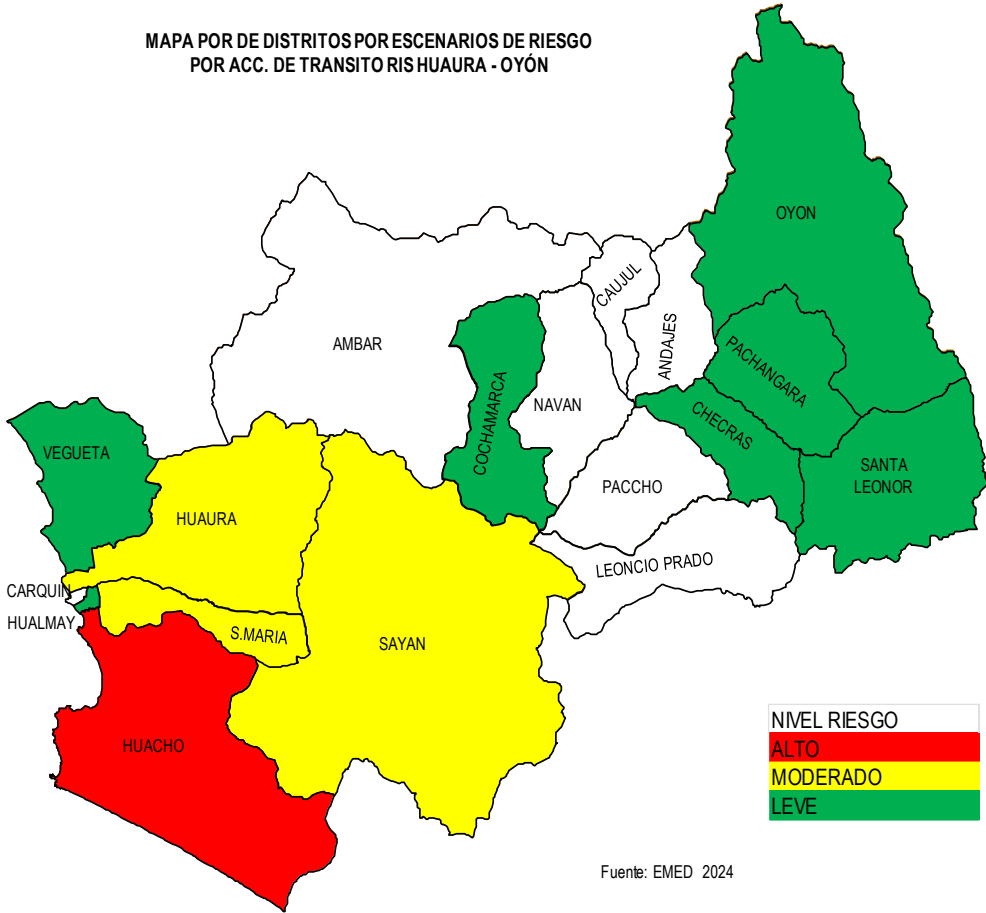 MAPA POR DE DISTRITOS POR ESCENARIOS DE RIESGO
POR ACC. DE TRANSITO RIS HUAURA - OYÓN
OYON
CAUJUL
ANDAJES
AMBAR
PACHANGARA
COCHAMARCA
NAVAN
CHECRAS
VEGUETA
SANTA
LEONOR
PACCHO
HUAURA
LEONCIO PRADO
CARQUIN
HUALMAY
S.MARIA
SAYAN
HUACHO
NIVEL RIESGO
ALTO
MODERADO
LEVE
Fuente: EMED 2024